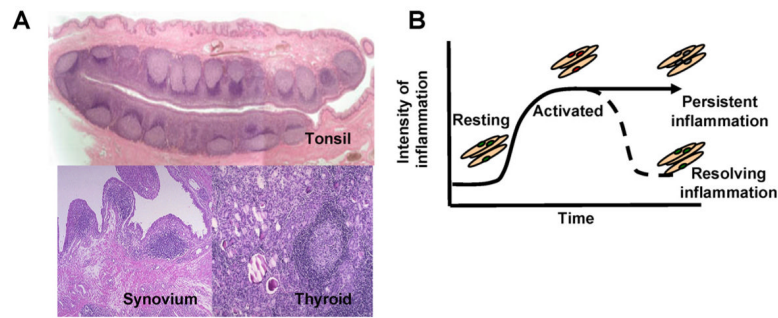 A
Tonsil
Synovium
Thyroid
B
Intensity of
inflammation
Resting
Activated
Persistent
inflammation
Resolving
inflammation
Time